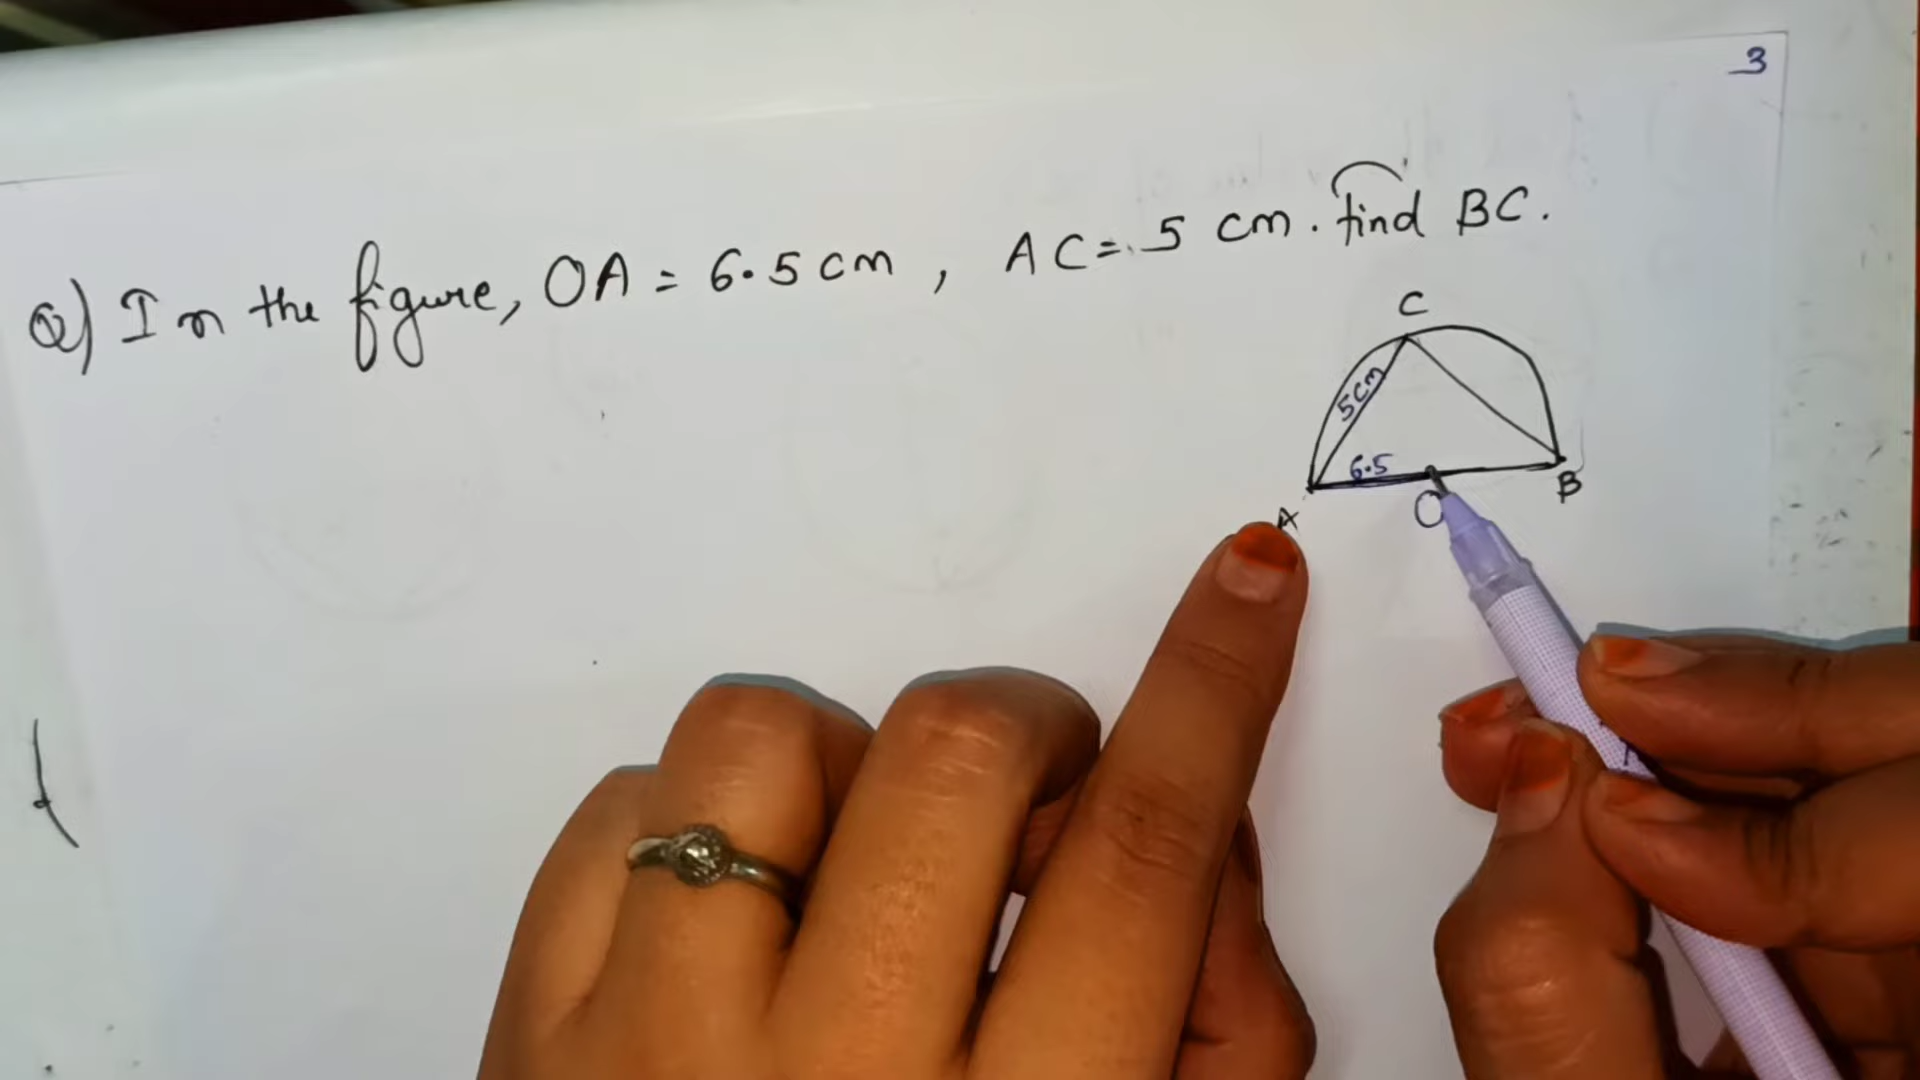 3
Q) In the figure, OA = 6.5 cm, AC = 5 cm. find BC.
C
5cm
6.5
A
O
B